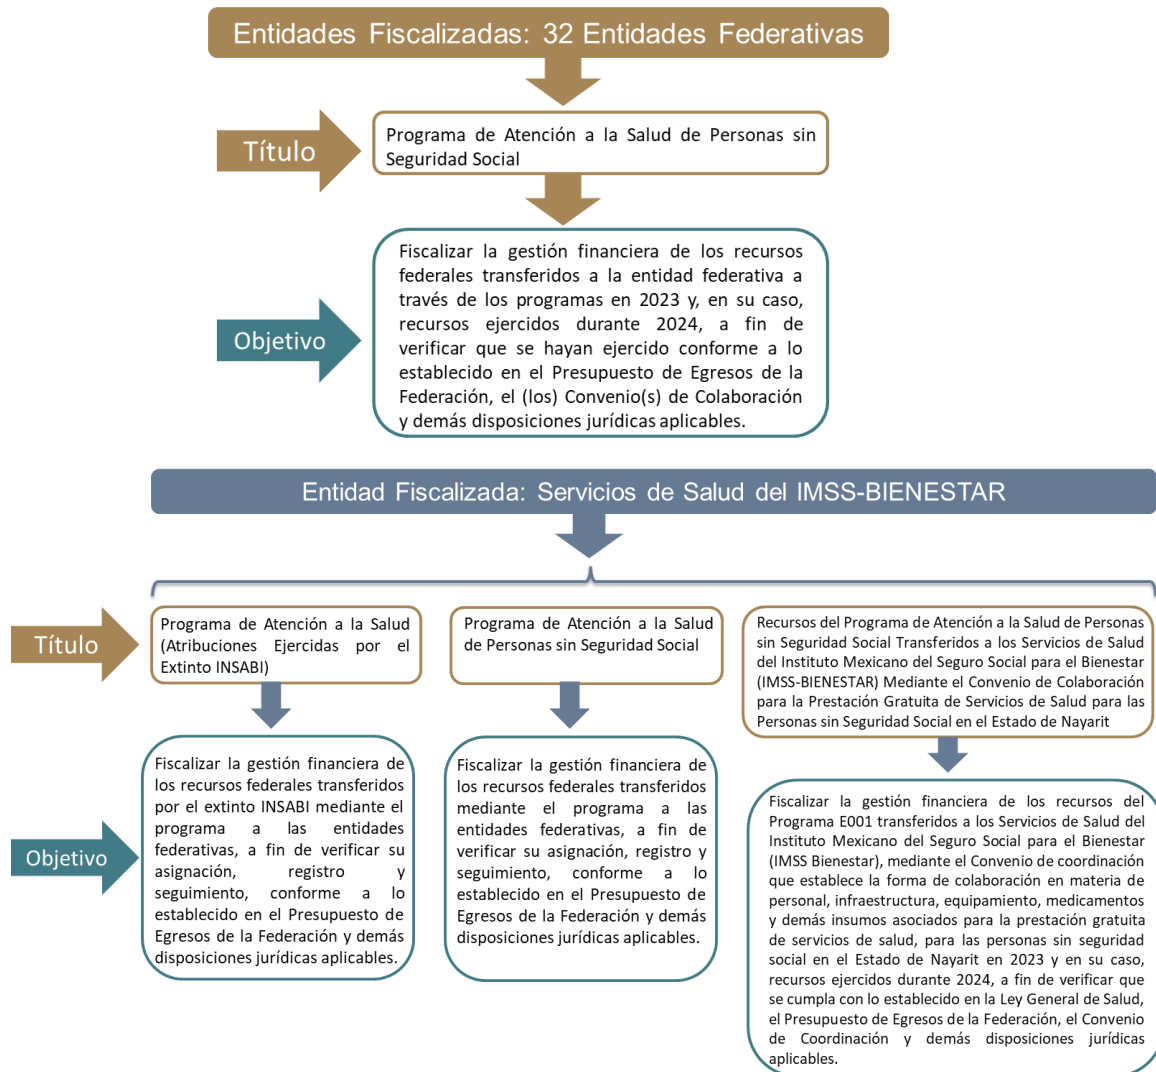 Entidades Fiscalizadas: 32 Entidades Federativas
Título
Programa de Atención a la Salud de Personas sin
Seguridad Social
Objetivo
Fiscalizar la gestión financiera de los recursos
federales transferidos a la entidad federativa a
través de los programas en 2023 y, en su caso,
recursos ejercidos durante 2024, a fin de
verificar que se hayan ejercido conforme a lo
establecido en el Presupuesto de Egresos de la
Federación, el (los) Convenio(s) de Colaboración
y demás disposiciones jurídicas aplicables.
Entidad Fiscalizada: Servicios de Salud del IMSS-BIENESTAR
Título
Programa de Atención a la Salud
(Atribuciones Ejercidas por el
Extinto INSABI)
Programa de Atención a la Salud
de Personas sin Seguridad Social
Recursos del Programa de Atención a la Salud de Personas
sin Seguridad Social Transferidos a los Servicios de Salud
del Instituto Mexicano del Seguro Social para el Bienestar
(IMSS-BIENESTAR) Mediante el Convenio de Colaboración
para la Prestación Gratuita de Servicios de Salud para las
Personas sin Seguridad Social en el Estado de Nayarit
Objetivo
Fiscalizar la gestión financiera de
los recursos federales transferidos
por el extinto INSABI mediante el
programa a las entidades
federativas, a fin de verificar su
asignación, registro y
seguimiento, conforme a lo
establecido en el Presupuesto de
Egresos de la Federación y demás
disposiciones jurídicas aplicables.
Fiscalizar la gestión financiera de
los recursos federales transferidos
mediante el programa a las
entidades federativas, a fin de
verificar su asignación, registro y
seguimiento, conforme a lo
establecido en el Presupuesto de
Egresos de la Federación y demás
disposiciones jurídicas aplicables.
Fiscalizar la gestión financiera de los recursos del
Programa E001 transferidos a los Servicios de Salud del
Instituto Mexicano del Seguro Social para el Bienestar
(IMSS Bienestar), mediante el Convenio de coordinación
que establece la forma de colaboración en materia de
personal, infraestructura, equipamiento, medicamentos
y demás insumos asociados para la prestación gratuita
de servicios de salud, para las personas sin seguridad
social en el Estado de Nayarit en 2023 y en su caso,
recursos ejercidos durante 2024, a fin de verificar que
se cumpla con lo establecido en la Ley General de Salud,
el Presupuesto de Egresos de la Federación, el Convenio
de Coordinación y demás disposiciones jurídicas
aplicables.